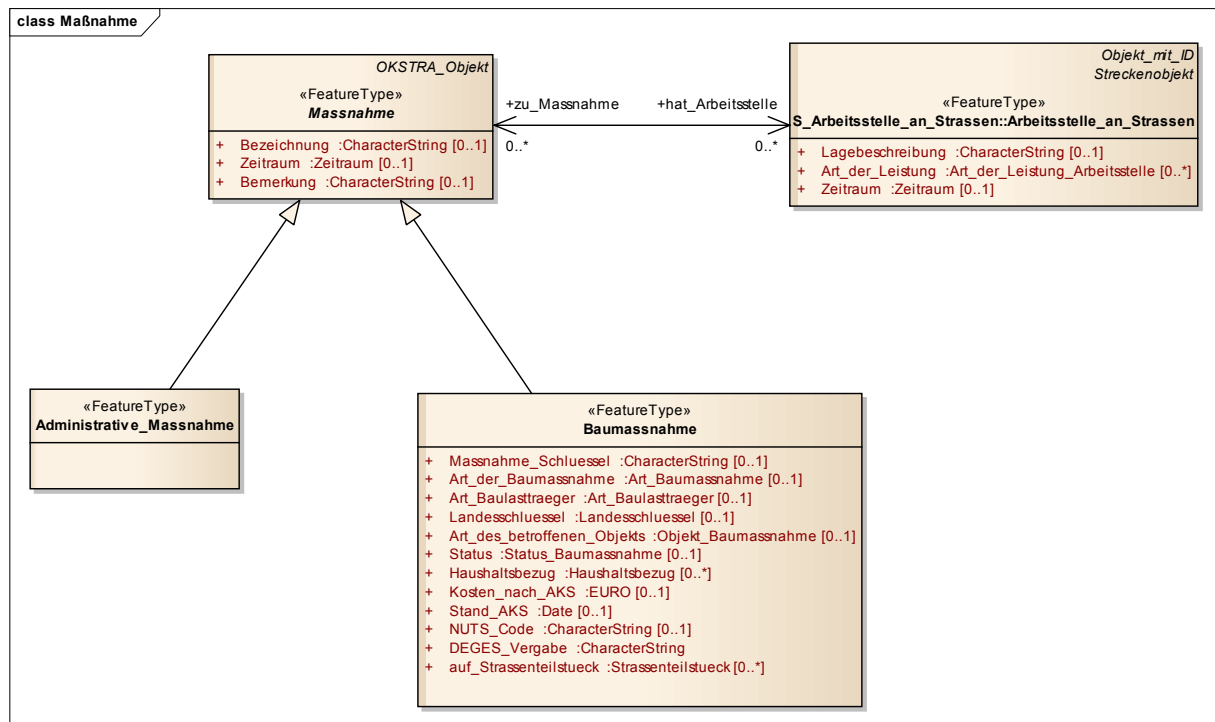 class Maßnahme
OKSTRA_Objekt
«FeatureType»
Massnahme
+ Bezeichnung :CharacterString [0..1]
+ Zeitraum :Zeitraum [0..1]
+ Bemerkung :CharacterString [0..1]
+zu_Massnahme
0..*
+hat_Arbeitsstelle
0..*
Objekt_mit_ID
Streckenobjekt
«FeatureType»
S_Arbeitsstelle_an_Strassen::Arbeitsstelle_an_Strassen
+ Lagebeschreibung :CharacterString [0..1]
+ Art_der_Leistung :Art_der_Leistung_Arbeitsstelle [0..*]
+ Zeitraum :Zeitraum [0..1]
«FeatureType»
Administrative_Massnahme
«FeatureType»
Baumassnahme
+ Massnahme_Schluessel :CharacterString [0..1]
+ Art_der_Baumassnahme :Art_Baumassnahme [0..1]
+ Art_Baulasttraeger :Art_Baulasttraeger [0..1]
+ Landesschluessel :Landesschluessel [0..1]
+ Art_des_betroffenen_Objekts :Objekt_Baumassnahme [0..1]
+ Status :Status_Baumassnahme [0..1]
+ Haushaltsbezug :Haushaltsbezug [0..*]
+ Kosten_nach_AKS :EURO [0..1]
+ Stand_AKS :Date [0..1]
+ NUTS_Code :CharacterString [0..1]
+ DEGES_Vergabe :CharacterString
+ auf_Strassenteilstueck :Strassenteilstueck [0..*]